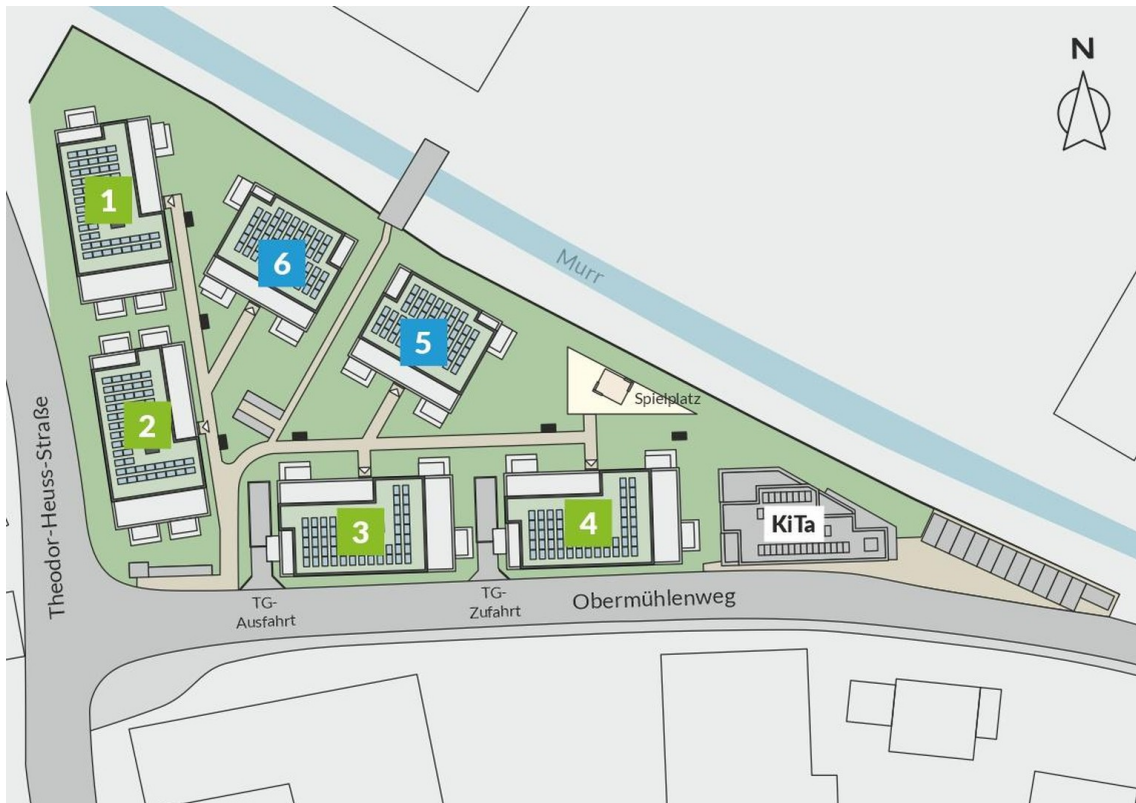 N
1
6
Murr
5
Spielplatz
2
Theodor-Heuss-Straße
3
4
KiTa
TG-
Ausfahrt
TG-
Zufahrt
Obermühlenweg